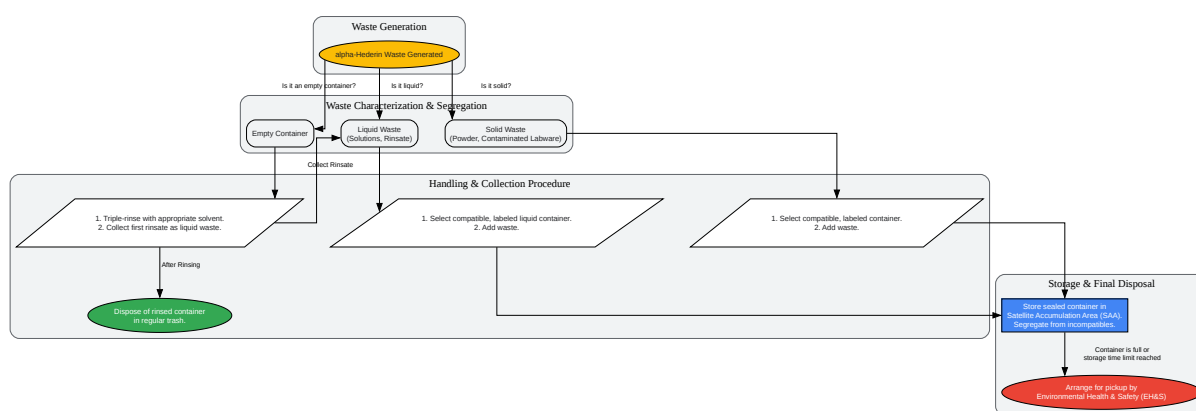 Waste Generation
alpha-Hederin Waste Generated
Is it an empty container?
Is it liquid?
Is it solid?
Waste Characterization & Segregation
Empty Container
Liquid Waste
(Solutions, Rinsate)
Solid Waste
(Powder, Contaminated Labware)
Collect Rinsate
Handling & Collection Procedure
1. Triple-rinse with appropriate solvent.
2. Collect first rinsate as liquid waste.
1. Select compatible, labeled liquid container.
2. Add waste.
1. Select compatible, labeled container.
2. Add waste.
After Rinsing
Dispose of rinsed container
in regular trash.
Storage & Final Disposal
Store sealed container in
Satellite Accumulation Area (SAA).
Segregate from incompatibles.
Container is full or
storage time limit reached
Arrange for pickup by
Environmental Health & Safety (EH&S)